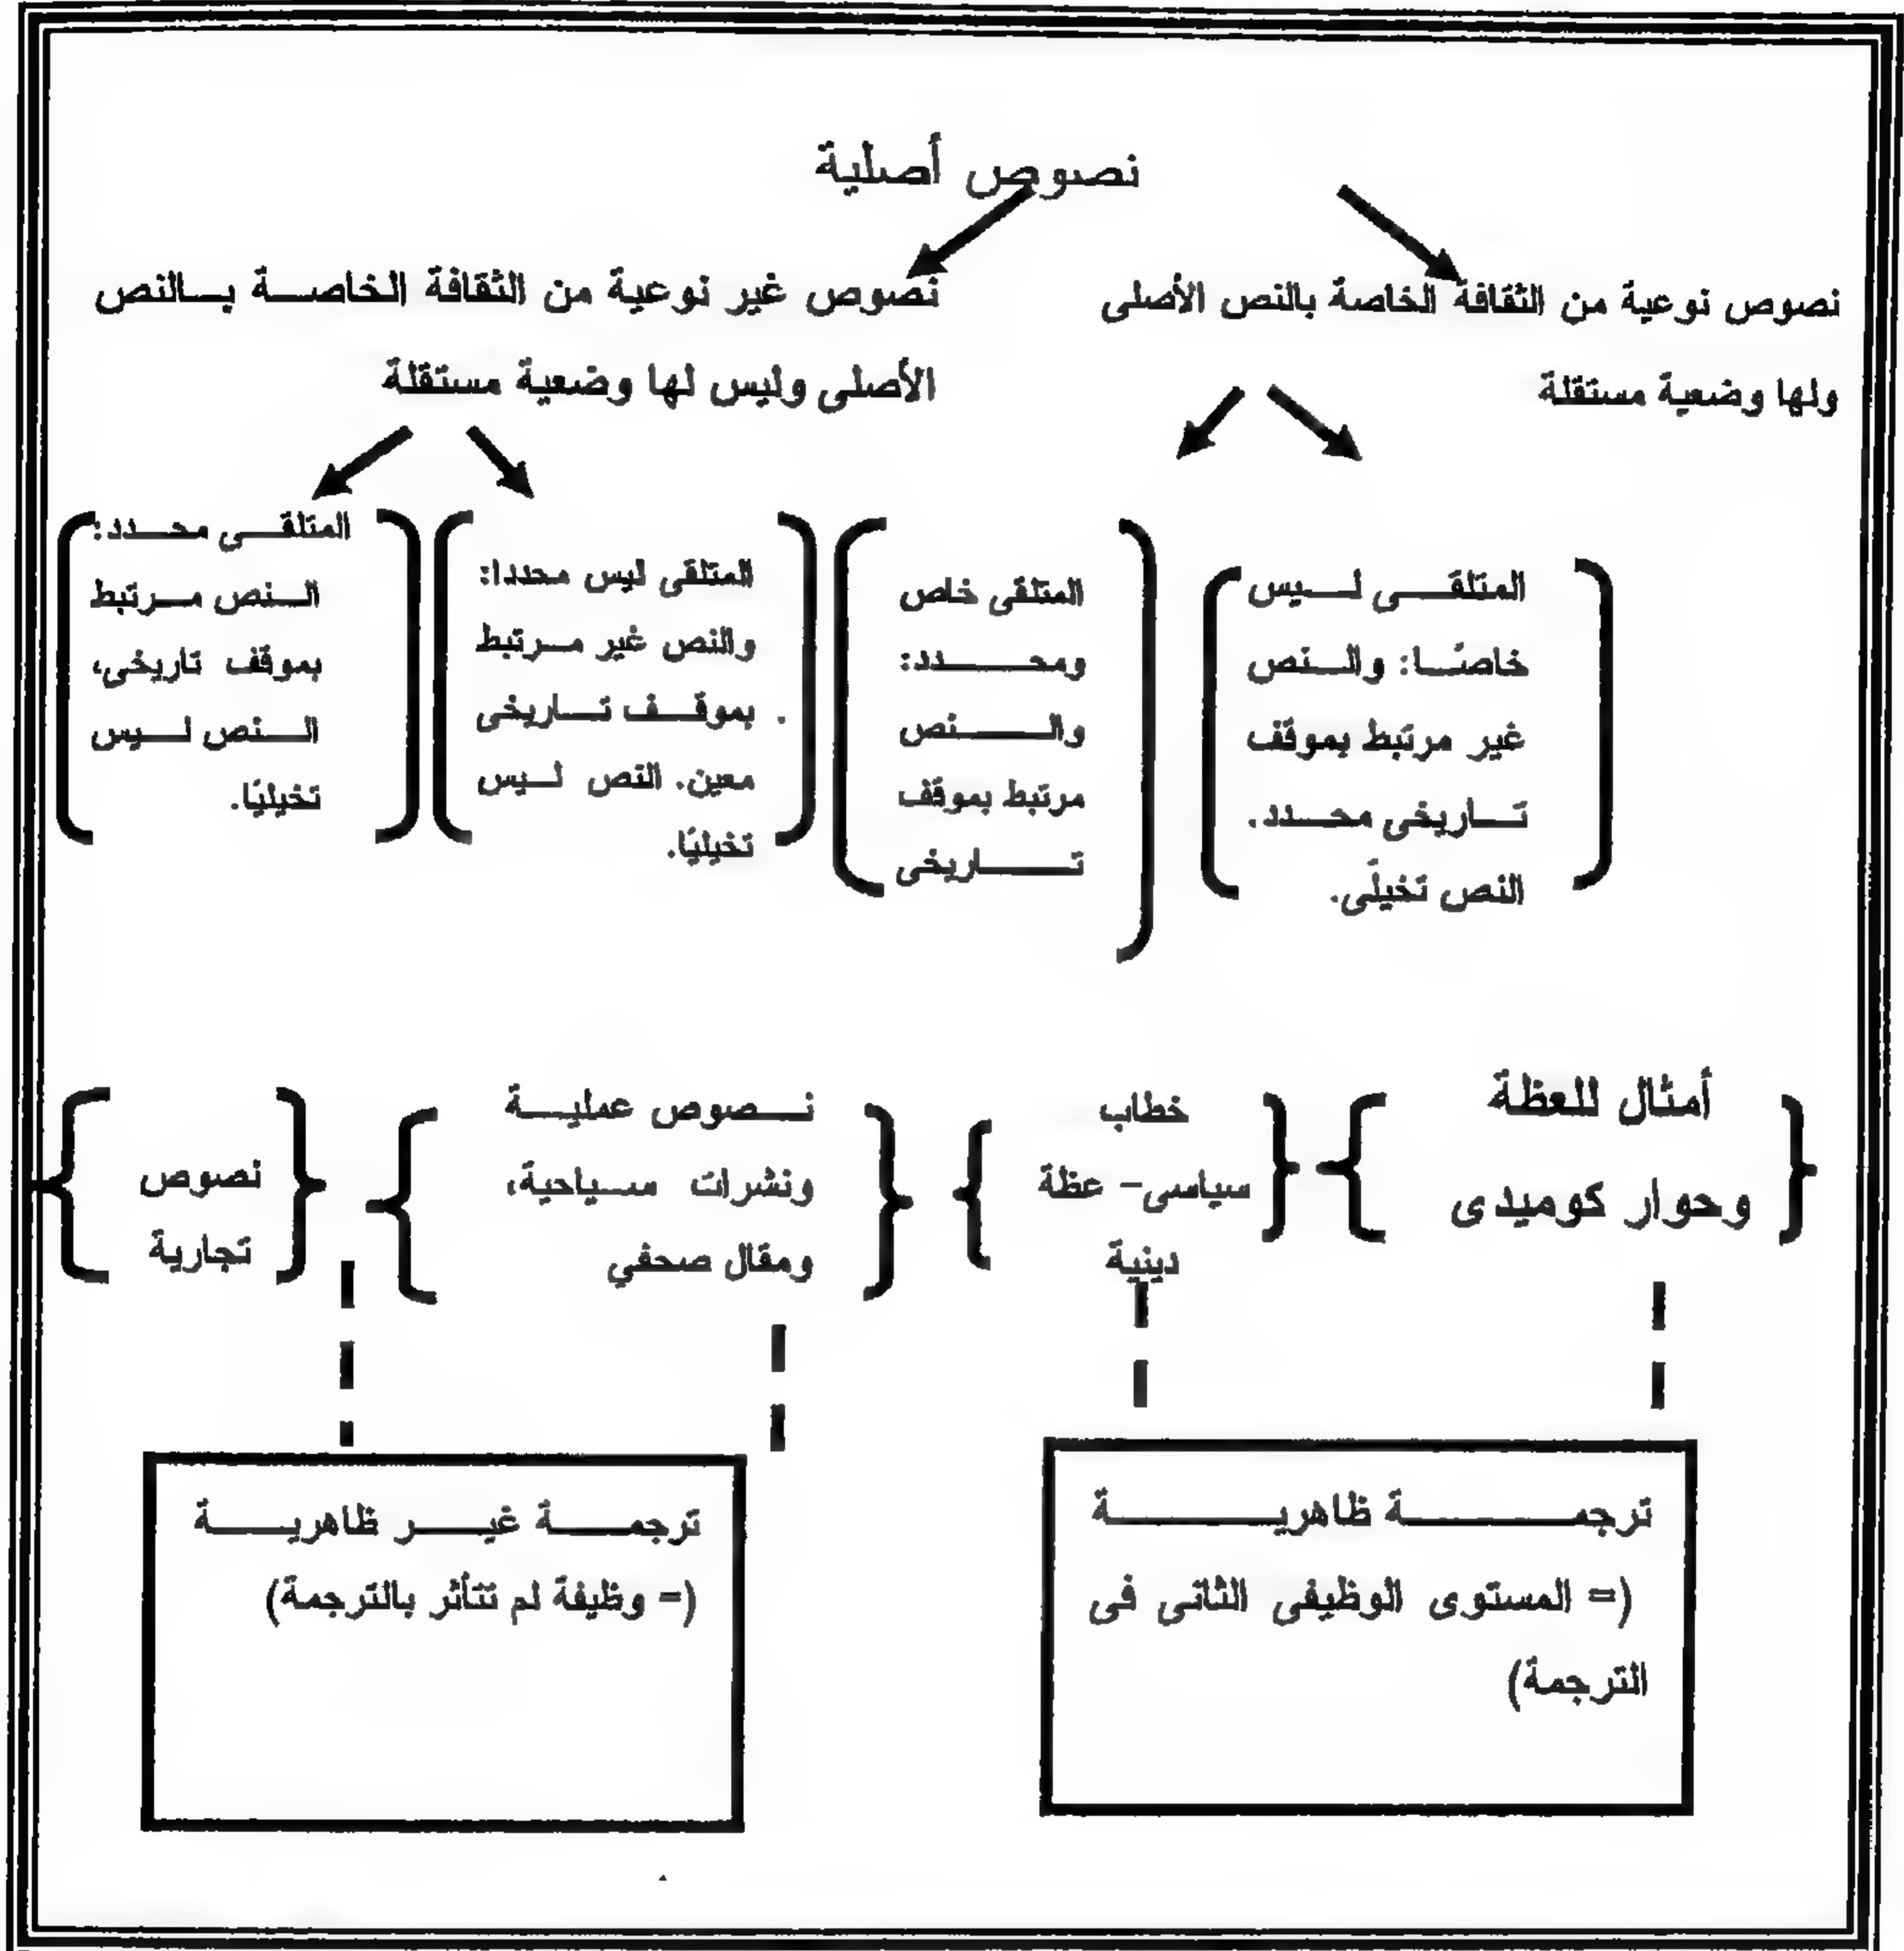 نصوص أصلية
نصوص نوعية من الثقافة الخاصة بالنص الأصلى
ولها وضعية مستقلة
نصوص غير نوعية من الثقافة الخاصة بالنص
الأصلى وليس لها وضعية مستقلة
المتلقى ليس
خاصًا: والنص
غير مرتبط بموقف
تاريخى محدد.
النص تخيلى.
المتلقى خاص
ومحدد:
والنص
مرتبط بموقف
تاريخى
المتلقى ليس محددا:
والنص غير مرتبط
بموقف تاريخى
معين. النص ليس
تخيليًا.
المتلقى محدد:
النص مرتبط
بموقف تاريخى،
النص ليس
تخيليًا.
أمثال للعظة
وحوار كوميدى
خطاب
سياسى- عظة
دينية
نصوص عملية
ونشرات سياحية،
ومقال صحفي
نصوص
تجارية
ترجمة ظاهرية
(= المستوى الوظيفى الثانى فى
الترجمة)
ترجمة غير ظاهرية
(= وظيفة لم تتأثر بالترجمة)